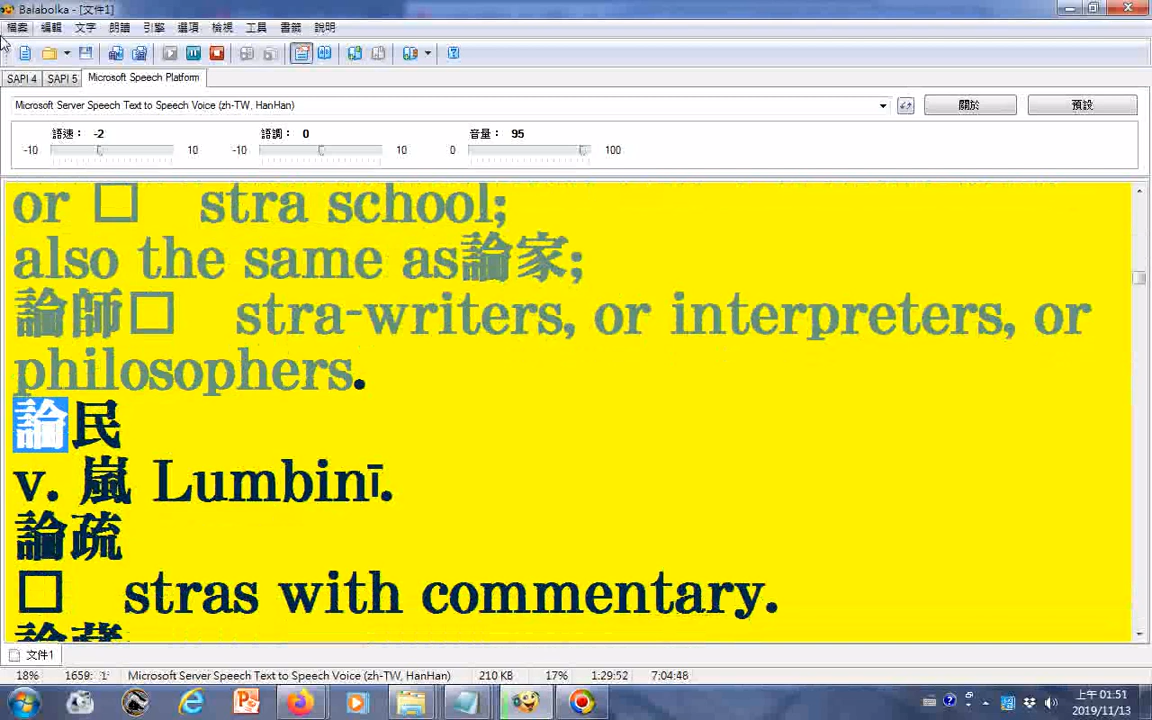 Balabolka - [文件1]
檔案 編輯 文字 朗讀 引擎 選項 檢視 工具 書籤 說明
SAPI 4 SAPI 5 Microsoft Speech Platform
Microsoft Server Speech Text to Speech Voice (zh-TW, HanHan) 關於 預設
語速： -2 語調： 0 音量： 95
-10 10 -10 10 0 100
or □ stra school;
also the same as論家;
論師□ stra-writers, or interpreters, or
philosophers.
論民
v. 嵐 Lumbinī.
論疏
□ stras with commentary.
論藏
文件1
18% 1659: 1: Microsoft Server Speech Text to Speech Voice (zh-TW, HanHan) 210 KB 17% 1:29:52 7:04:48
上午 01:51
2019/11/13